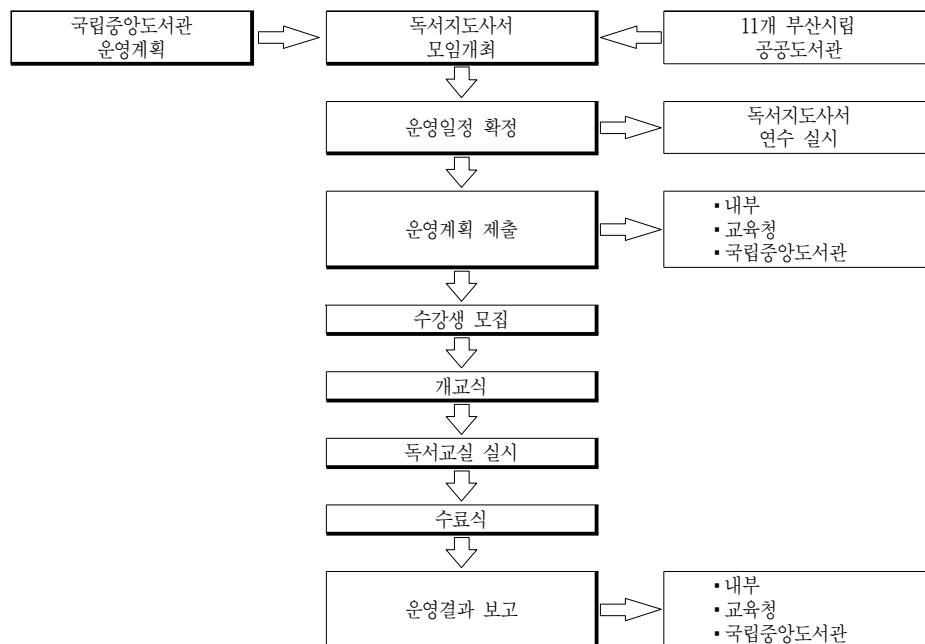 국립중앙도서관
운영계획
독서지도사서
모임개최
11개 부산시립
공공도서관
운영일정 확정
독서지도사서
연수 실시
운영계획 제출
▪ 내부
▪ 교육청
▪ 국립중앙도서관
수강생 모집
개교식
독서교실 실시
수료식
운영결과 보고
▪ 내부
▪ 교육청
▪ 국립중앙도서관